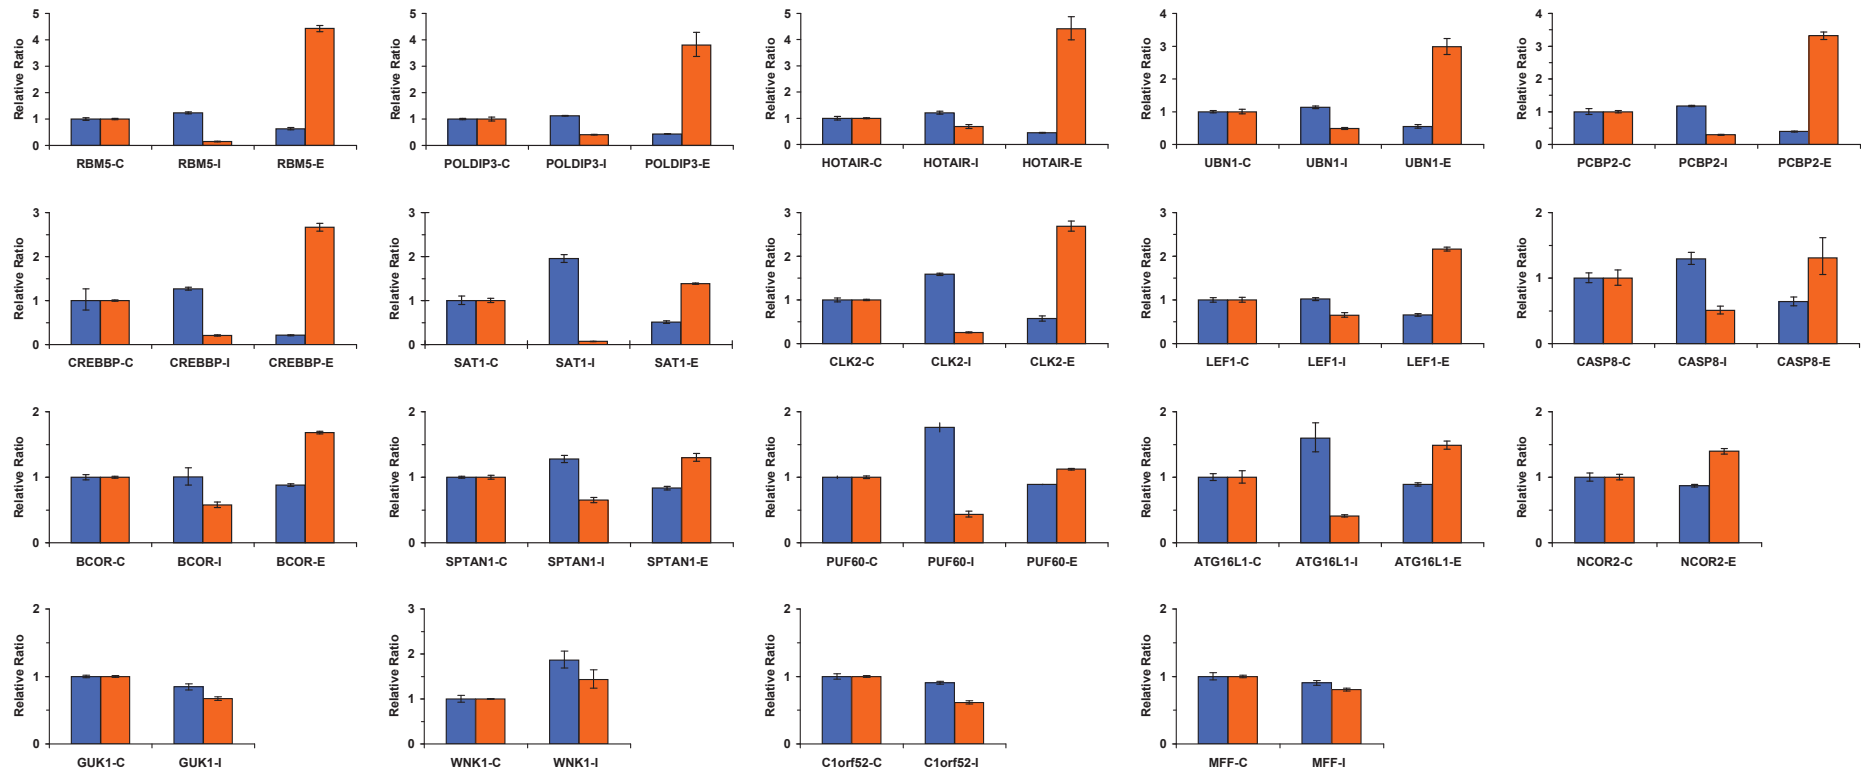 Relative Ratio
5
4
3
2
1
0
RBM5-C RBM5-I RBM5-E
Relative Ratio
5
4
3
2
1
0
POLDIP3-C POLDIP3-I POLDIP3-E
Relative Ratio
5
4
3
2
1
0
HOTAIR-C HOTAIR-I HOTAIR-E
Relative Ratio
4
3
2
1
0
UBN1-C UBN1-I UBN1-E
Relative Ratio
4
3
2
1
0
PCBP2-C PCBP2-I PCBP2-E
Relative Ratio
3
2
1
0
CREBBP-C CREBBP-I CREBBP-E
Relative Ratio
3
2
1
0
SAT1-C SAT1-I SAT1-E
Relative Ratio
3
2
1
0
CLK2-C CLK2-I CLK2-E
Relative Ratio
3
2
1
0
LEF1-C LEF1-I LEF1-E
Relative Ratio
2
1
0
CASP8-C CASP8-I CASP8-E
Relative Ratio
2
1
0
BCOR-C BCOR-I BCOR-E
Relative Ratio
2
1
0
SPTAN1-C SPTAN1-I SPTAN1-E
Relative Ratio
2
1
0
PUF60-C PUF60-I PUF60-E
Relative Ratio
2
1
0
ATG16L1-C ATG16L1-I ATG16L1-E
Relative Ratio
2
1
0
NCOR2-C NCOR2-E
Relative Ratio
2
1
0
GUK1-C GUK1-I
Relative Ratio
3
2
1
0
WNK1-C WNK1-I
Relative Ratio
2
1
0
C1orf52-C C1orf52-I
Relative Ratio
2
1
0
MFF-C MFF-I